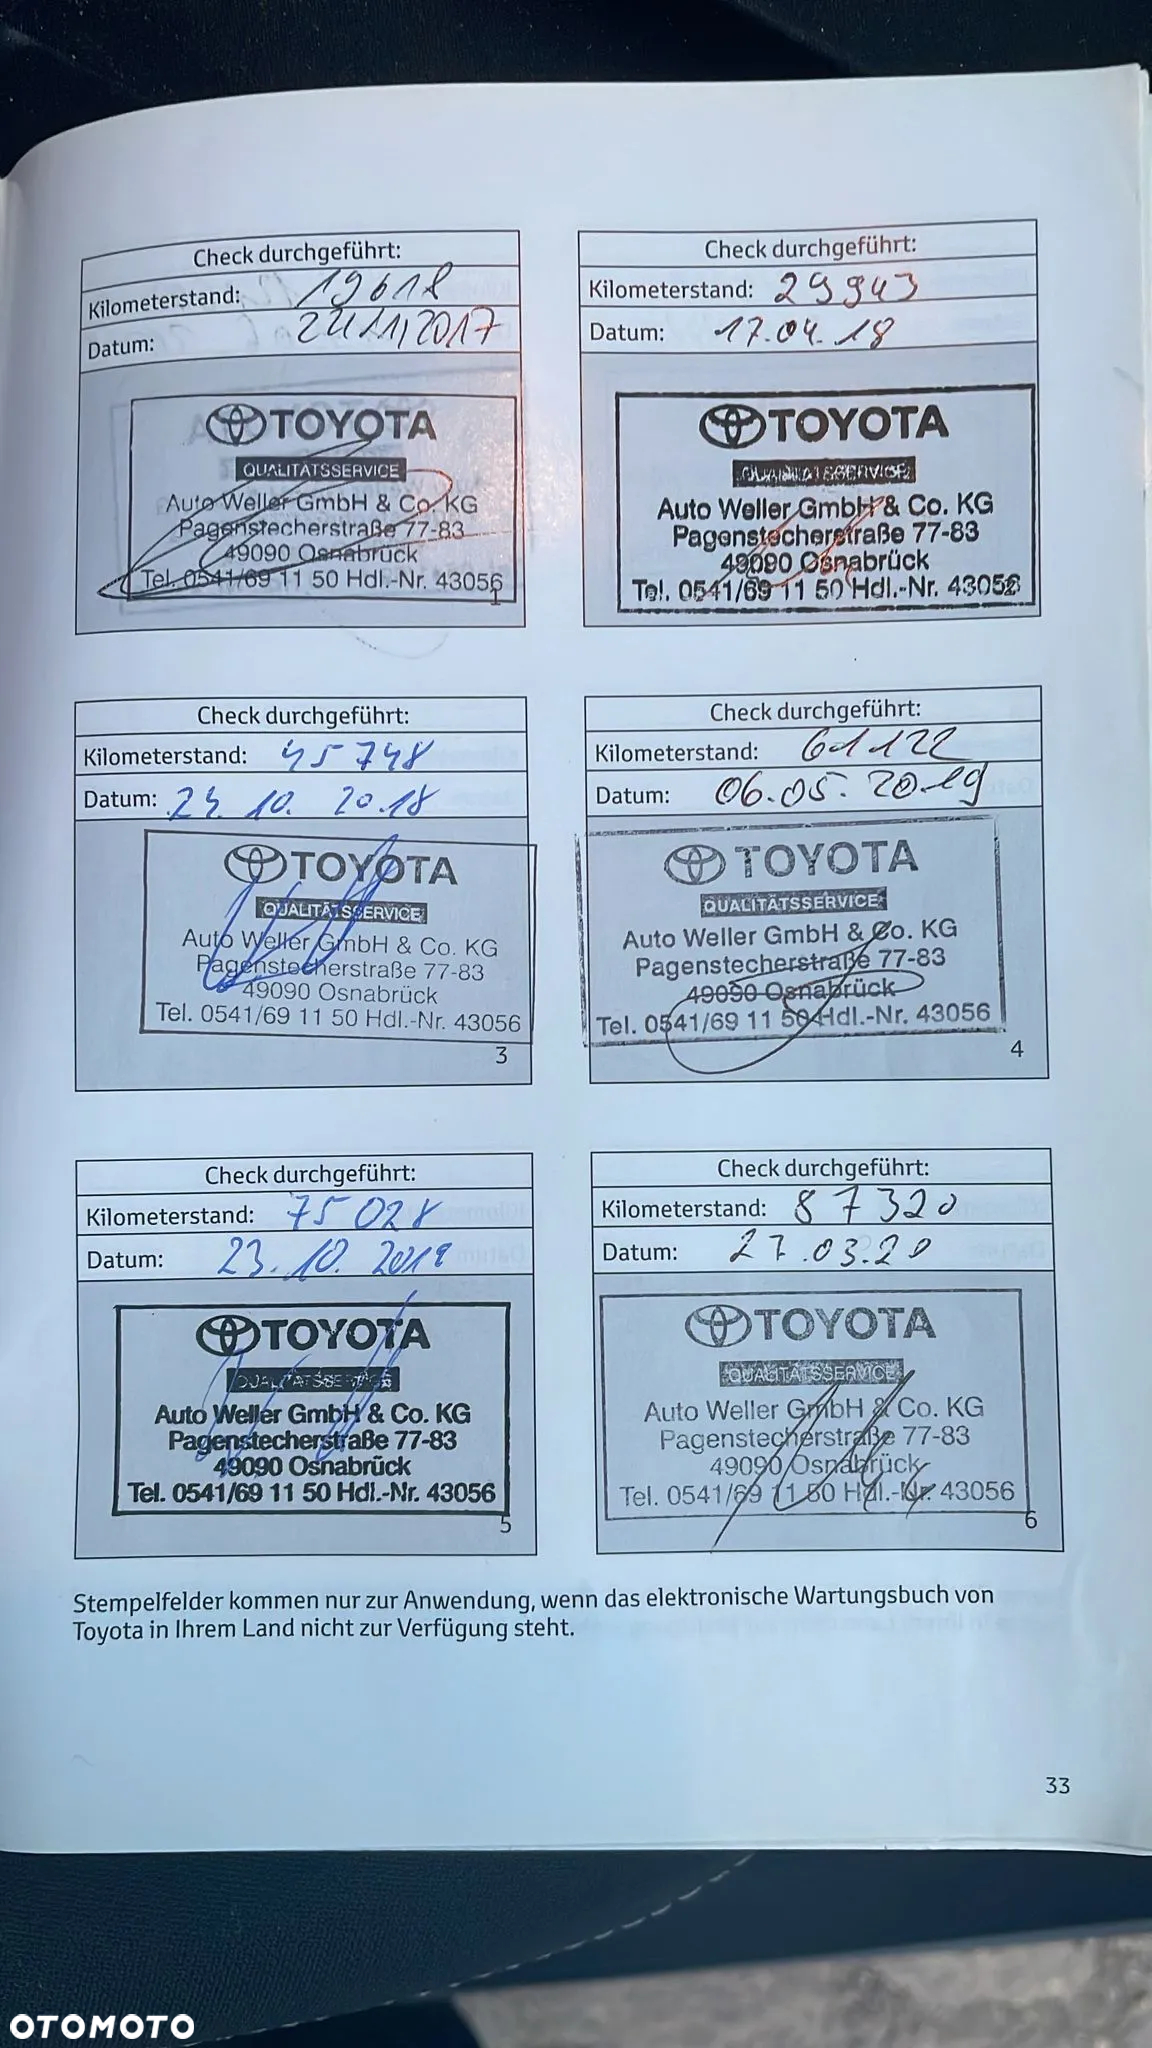 Check durchgeführt:
Kilometerstand: 19618
Datum: 24.11.2017
TOYOTA
QUALITÄTSSERVICE
Auto Weller GmbH & Co. KG
Pagenstecherstraße 77-83
49090 Osnabrück
Tel. 0541/69 11 50 Hdl.-Nr. 43056
1
Check durchgeführt:
Kilometerstand: 29943
Datum: 17.04.18
TOYOTA
QUALITÄTSSERVICE
Auto Weller GmbH & Co. KG
Pagenstecherstraße 77-83
49090 Osnabrück
Tel. 0541/69 11 50 Hdl.-Nr. 43056
2
Check durchgeführt:
Kilometerstand: 45748
Datum: 23.10.2018
TOYOTA
QUALITÄTSSERVICE
Auto Weller GmbH & Co. KG
Pagenstecherstraße 77-83
49090 Osnabrück
Tel. 0541/69 11 50 Hdl.-Nr. 43056
3
Check durchgeführt:
Kilometerstand: 61122
Datum: 06.05.2019
TOYOTA
QUALITÄTSSERVICE
Auto Weller GmbH & Co. KG
Pagenstecherstraße 77-83
49090 Osnabrück
Tel. 0541/69 11 50 Hdl.-Nr. 43056
4
Check durchgeführt:
Kilometerstand: 75028
Datum: 23.10.2019
TOYOTA
QUALITÄTSSERVICE
Auto Weller GmbH & Co. KG
Pagenstecherstraße 77-83
49090 Osnabrück
Tel. 0541/69 11 50 Hdl.-Nr. 43056
5
Check durchgeführt:
Kilometerstand: 87320
Datum: 27.03.20
TOYOTA
QUALITÄTSSERVICE
Auto Weller GmbH & Co. KG
Pagenstecherstraße 77-83
49090 Osnabrück
Tel. 0541/69 11 50 Hdl.-Nr. 43056
6
Stempelfelder kommen nur zur Anwendung, wenn das elektronische Wartungsbuch von
Toyota in Ihrem Land nicht zur Verfügung steht.
33
OTOMOTO